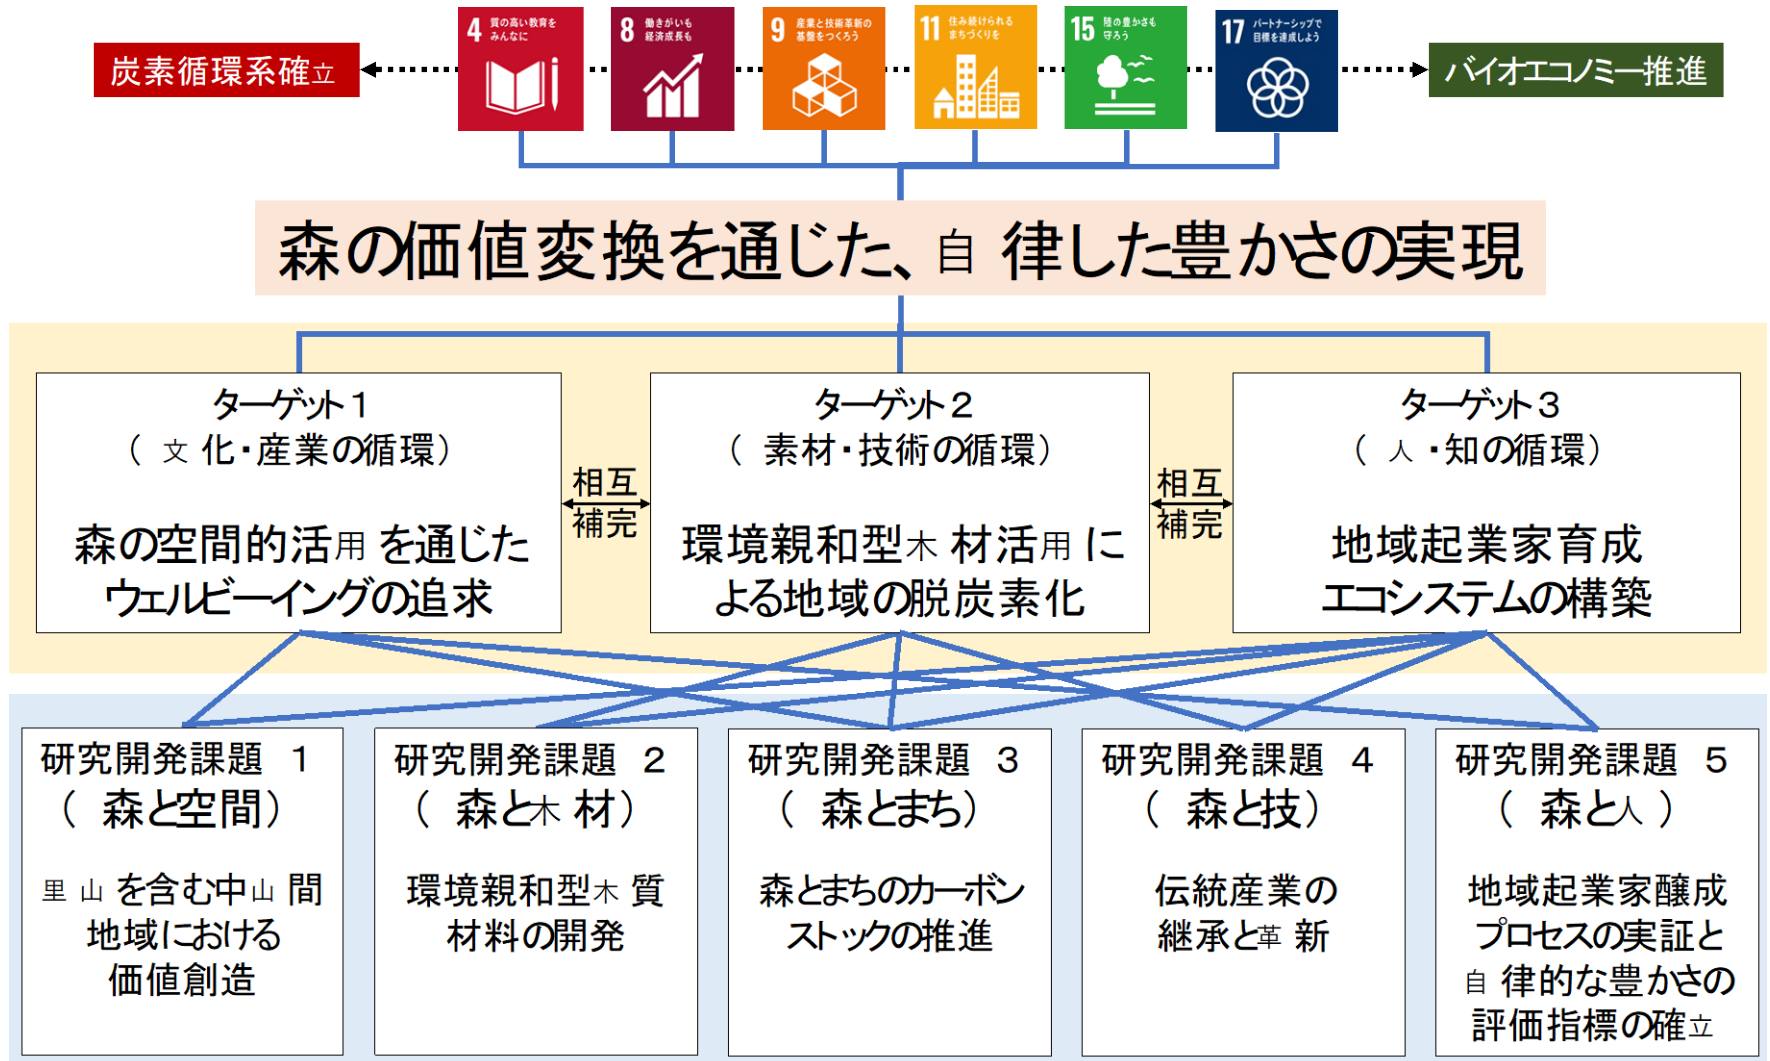 4 質の高い教育を
みんなに
8 働きがいも
経済成長も
9 産業と技術革新の
基盤をつくろう
11 住み続けられる
まちづくりを
15 陸の豊かさも
守ろう
17 パートナーシップで
目標を達成しよう
炭素循環系確立
バイオエコノミー推進
森の価値変換を通じた、自律した豊かさの実現
ターゲット1
(文化・産業の循環)
森の空間的活用を通じた
ウェルビーイングの追求
相互
補完
ターゲット2
(素材・技術の循環)
環境親和型木材活用に
よる地域の脱炭素化
相互
補完
ターゲット3
(人・知の循環)
地域起業家育成
エコシステムの構築
研究開発課題 1
(森と空間)
里山を含む中山間
地域における
価値創造
研究開発課題 2
(森と木材)
環境親和型木質
材料の開発
研究開発課題 3
(森とまち)
森とまちのカーボン
ストックの推進
研究開発課題 4
(森と技)
伝統産業の
継承と革新
研究開発課題 5
(森と人)
地域起業家醸成
プロセスの実証と
自律的な豊かさの
評価指標の確立